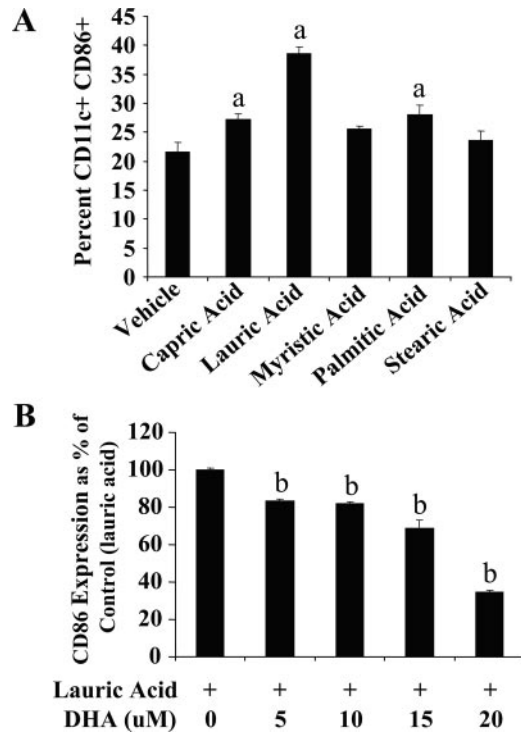 A
Percent CD11c+ CD86+
45
40
35
30
25
20
15
10
5
0
a
a
a
Vehicle
Capric Acid
Lauric Acid
Myristic Acid
Palmitic Acid
Stearic Acid
B
CD86 Expression as % of
Control (lauric acid)
120
100
80
60
40
20
0
b
b
b
b
Lauric Acid + + + + +
DHA (uM) 0 5 10 15 20